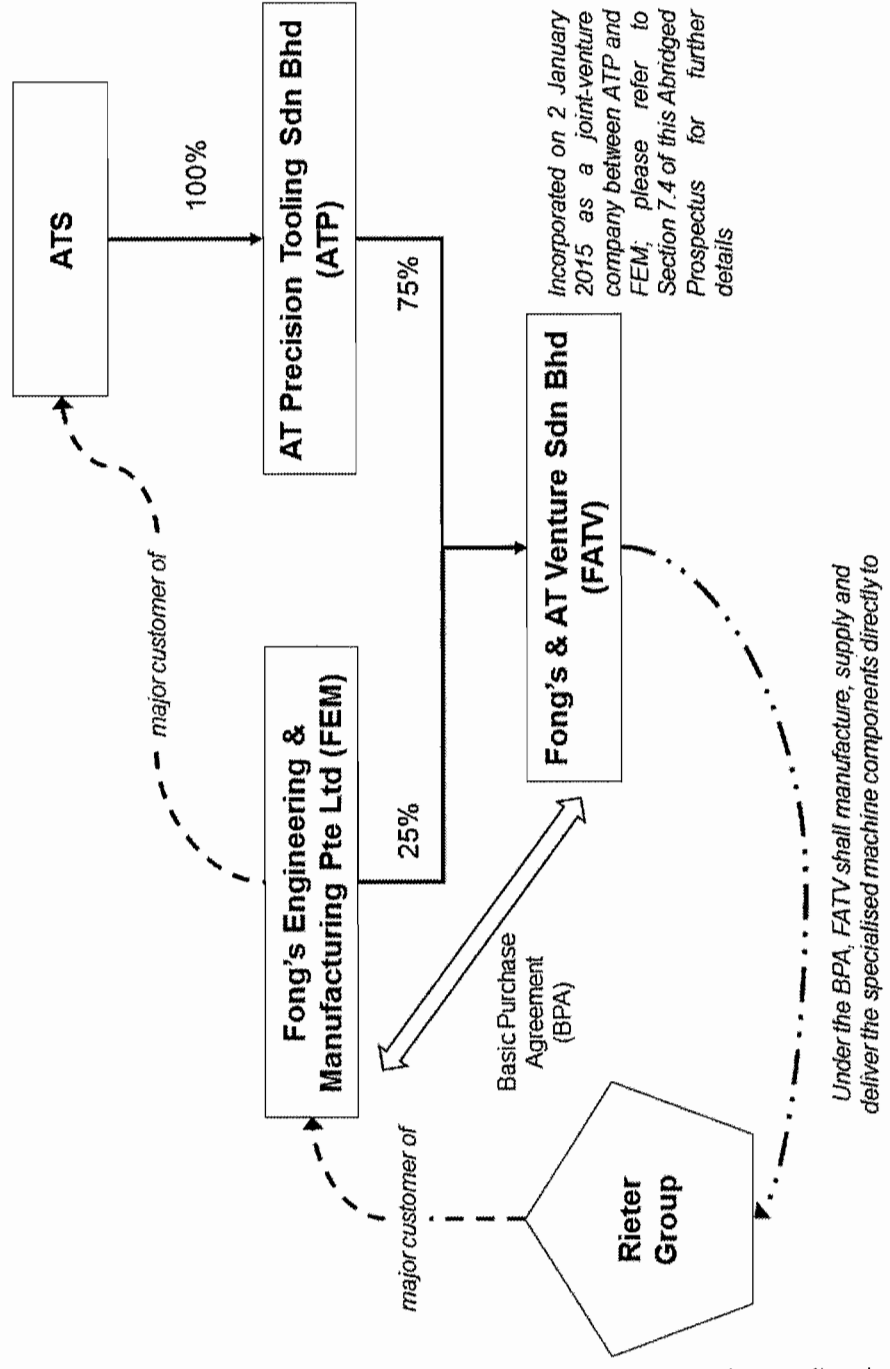 ATS
100%
AT Precision Tooling Sdn Bhd
(ATP)
75%
major customer of
Fong's Engineering &
Manufacturing Pte Ltd (FEM)
25%
Fong's & AT Venture Sdn Bhd
(FATV)
Incorporated on 2 January
2015 as a joint-venture
company between ATP and
FEM; please refer to
Section 7.4 of this Abridged
Prospectus for further
details
Basic Purchase
Agreement
(BPA)
major customer of
Rieter
Group
Under the BPA, FATV shall manufacture, supply and
deliver the specialised machine components directly to